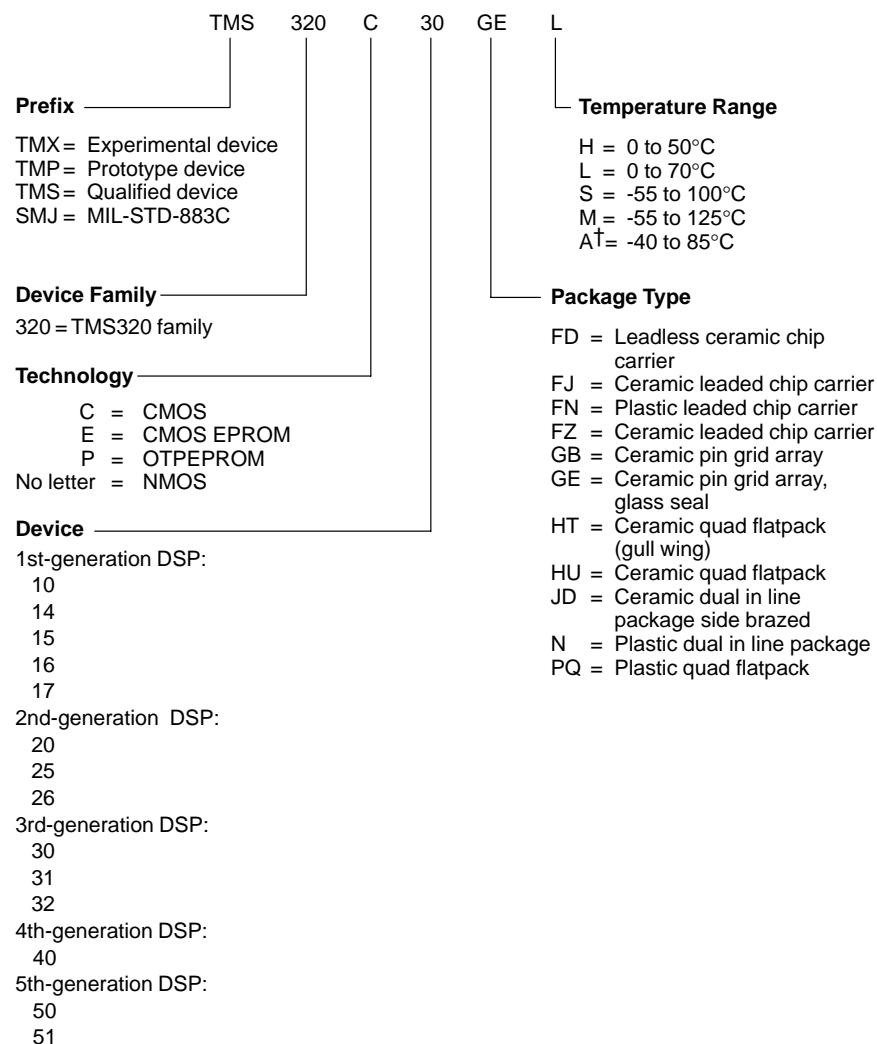 TMS 320 C 30 GE L
Prefix
TMX = Experimental device
TMP = Prototype device
TMS = Qualified device
SMJ = MIL-STD-883C
Device Family
320 = TMS320 family
Technology
C = CMOS
E = CMOS EPROM
P = OTPEPROM
No letter = NMOS
Device
1st-generation DSP:
10
14
15
16
17
2nd-generation DSP:
20
25
26
3rd-generation DSP:
30
31
32
4th-generation DSP:
40
5th-generation DSP:
50
51
Temperature Range
H = 0 to 50°C
L = 0 to 70°C
S = -55 to 100°C
M = -55 to 125°C
A†= -40 to 85°C
Package Type
FD = Leadless ceramic chip
carrier
FJ = Ceramic leaded chip carrier
FN = Plastic leaded chip carrier
FZ = Ceramic leaded chip carrier
GB = Ceramic pin grid array
GE = Ceramic pin grid array,
glass seal
HT = Ceramic quad flatpack
(gull wing)
HU = Ceramic quad flatpack
JD = Ceramic dual in line
package side brazed
N = Plastic dual in line package
PQ = Plastic quad flatpack